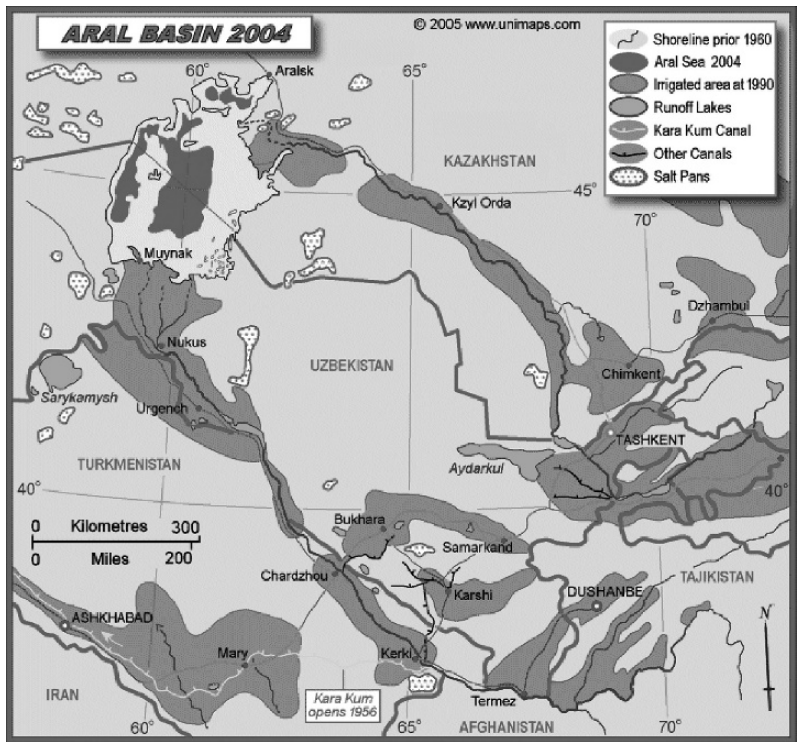 ARAL BASIN 2004
© 2005 www.unimaps.com
Shoreline prior 1960
Aral Sea 2004
Irrigated area at 1990
Runoff Lakes
Kara Kum Canal
Other Canals
Salt Pans
60°
Aralsk
65°
KAZAKHSTAN
45°
Kzyl Orda
70°
Muynak
Dzhambul
Nukus
UZBEKISTAN
Chimkent
Sarykamysh
Urgench
TASHKENT
TURKMENISTAN
Aydarkul
40°
40°
0 Kilometres 300
0 Miles 200
Bukhara
Samarkand
Chardzhou
Karshi
DUSHANBE
TAJIKISTAN
ASHKHABAD
N
Mary
Kerki
IRAN
Kara Kum
opens 1956
Termez
60°
65°
AFGHANISTAN
70°